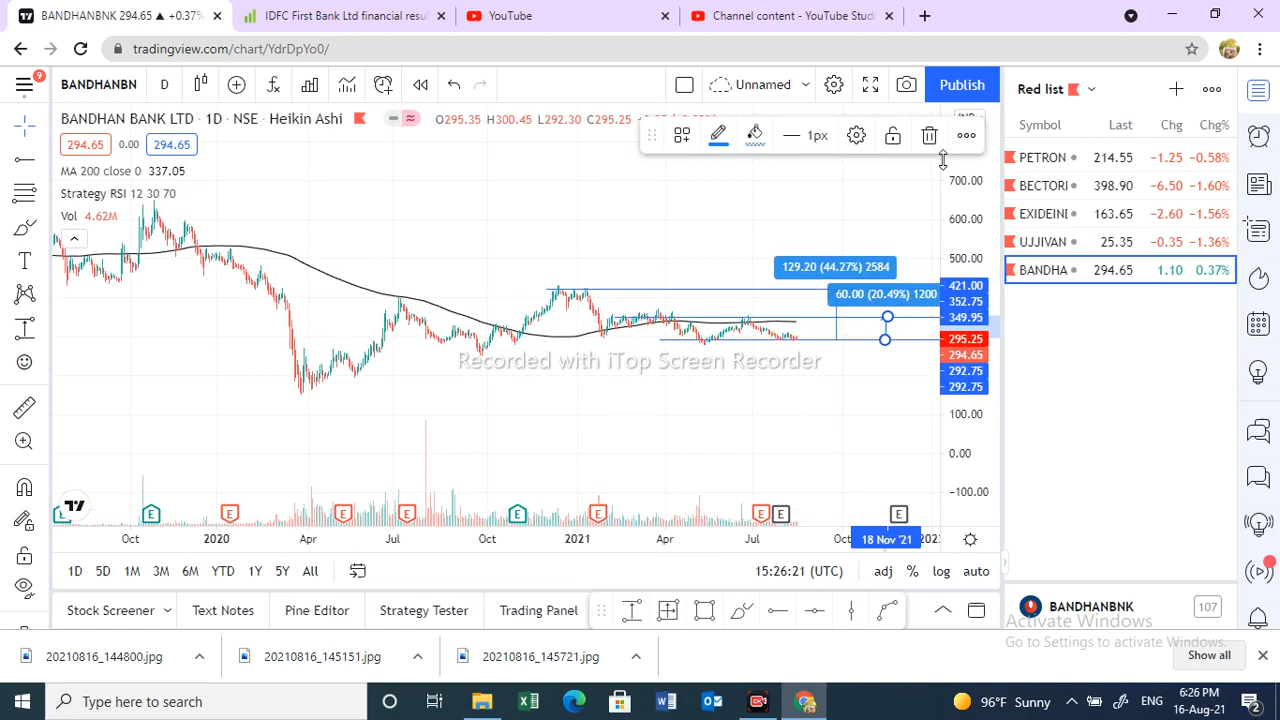 BANDHANBNK 294.65 ▲ +0.37%
IDFC First Bank Ltd financial resul
YouTube
Channel content - YouTube Studi
tradingview.com/chart/YdrDpYo0/
9
BANDHANBN
D
Unnamed
Publish
BANDHAN BANK LTD · 1D · NSE · Heikin Ashi
O295.35 H300.45 L292.30 C295.25
294.65 0.00 294.65
MA 200 close 0 337.05
Strategy RSI 12 30 70
Vol 4.62M
1px
700.00
600.00
500.00
421.00
352.75
349.95
295.25
294.65
292.75
292.75
100.00
0.00
-100.00
129.20 (44.27%) 2584
60.00 (20.49%) 1200
Recorded with iTop Screen Recorder
E E E E E E E E E
Oct 2020 Apr Jul Oct 2021 Apr Jul Oct 18 Nov '21 202
1D 5D 1M 3M 6M YTD 1Y 5Y All
15:26:21 (UTC) adj % log auto
Stock Screener
Text Notes
Pine Editor
Strategy Tester
Trading Panel
Red list
Symbol Last Chg Chg%
PETRON 214.55 −1.25 −0.58%
BECTORI 398.90 −6.50 −1.60%
EXIDEIND 163.65 −2.60 −1.56%
UJJIVAN 25.35 −0.35 −1.36%
BANDHA 294.65 1.10 0.37%
BANDHANBNK
107
Activate Windows
Go to Settings to activate Windows.
20210816_144800.jpg
20210816_145151.jpg
20210816_145721.jpg
Show all
Type here to search
96°F Sunny
ENG
6:26 PM
16-Aug-21
2